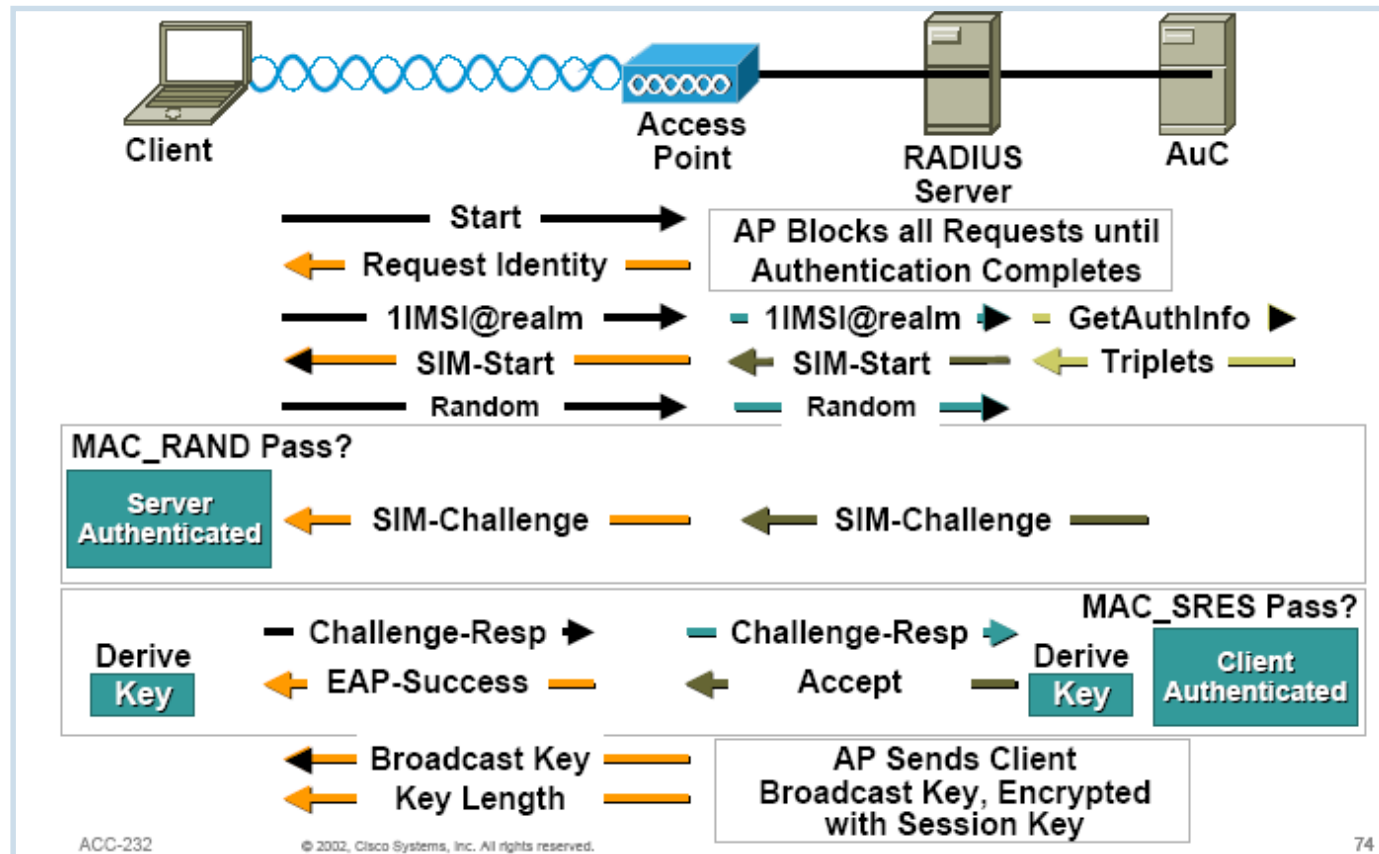 Client
Access
Point
RADIUS
Server
AuC
Start
AP Blocks all Requests until
Authentication Completes
Request Identity
1IMSI@realm
1IMSI@realm
GetAuthInfo
SIM-Start
SIM-Start
Triplets
Random
Random
MAC_RAND Pass?
Server
Authenticated
SIM-Challenge
SIM-Challenge
MAC_SRES Pass?
Challenge-Resp
Challenge-Resp
Derive
Key
EAP-Success
Accept
Derive
Key
Client
Authenticated
Broadcast Key
Key Length
AP Sends Client
Broadcast Key, Encrypted
with Session Key
ACC-232
© 2002, Cisco Systems, Inc. All rights reserved.
74